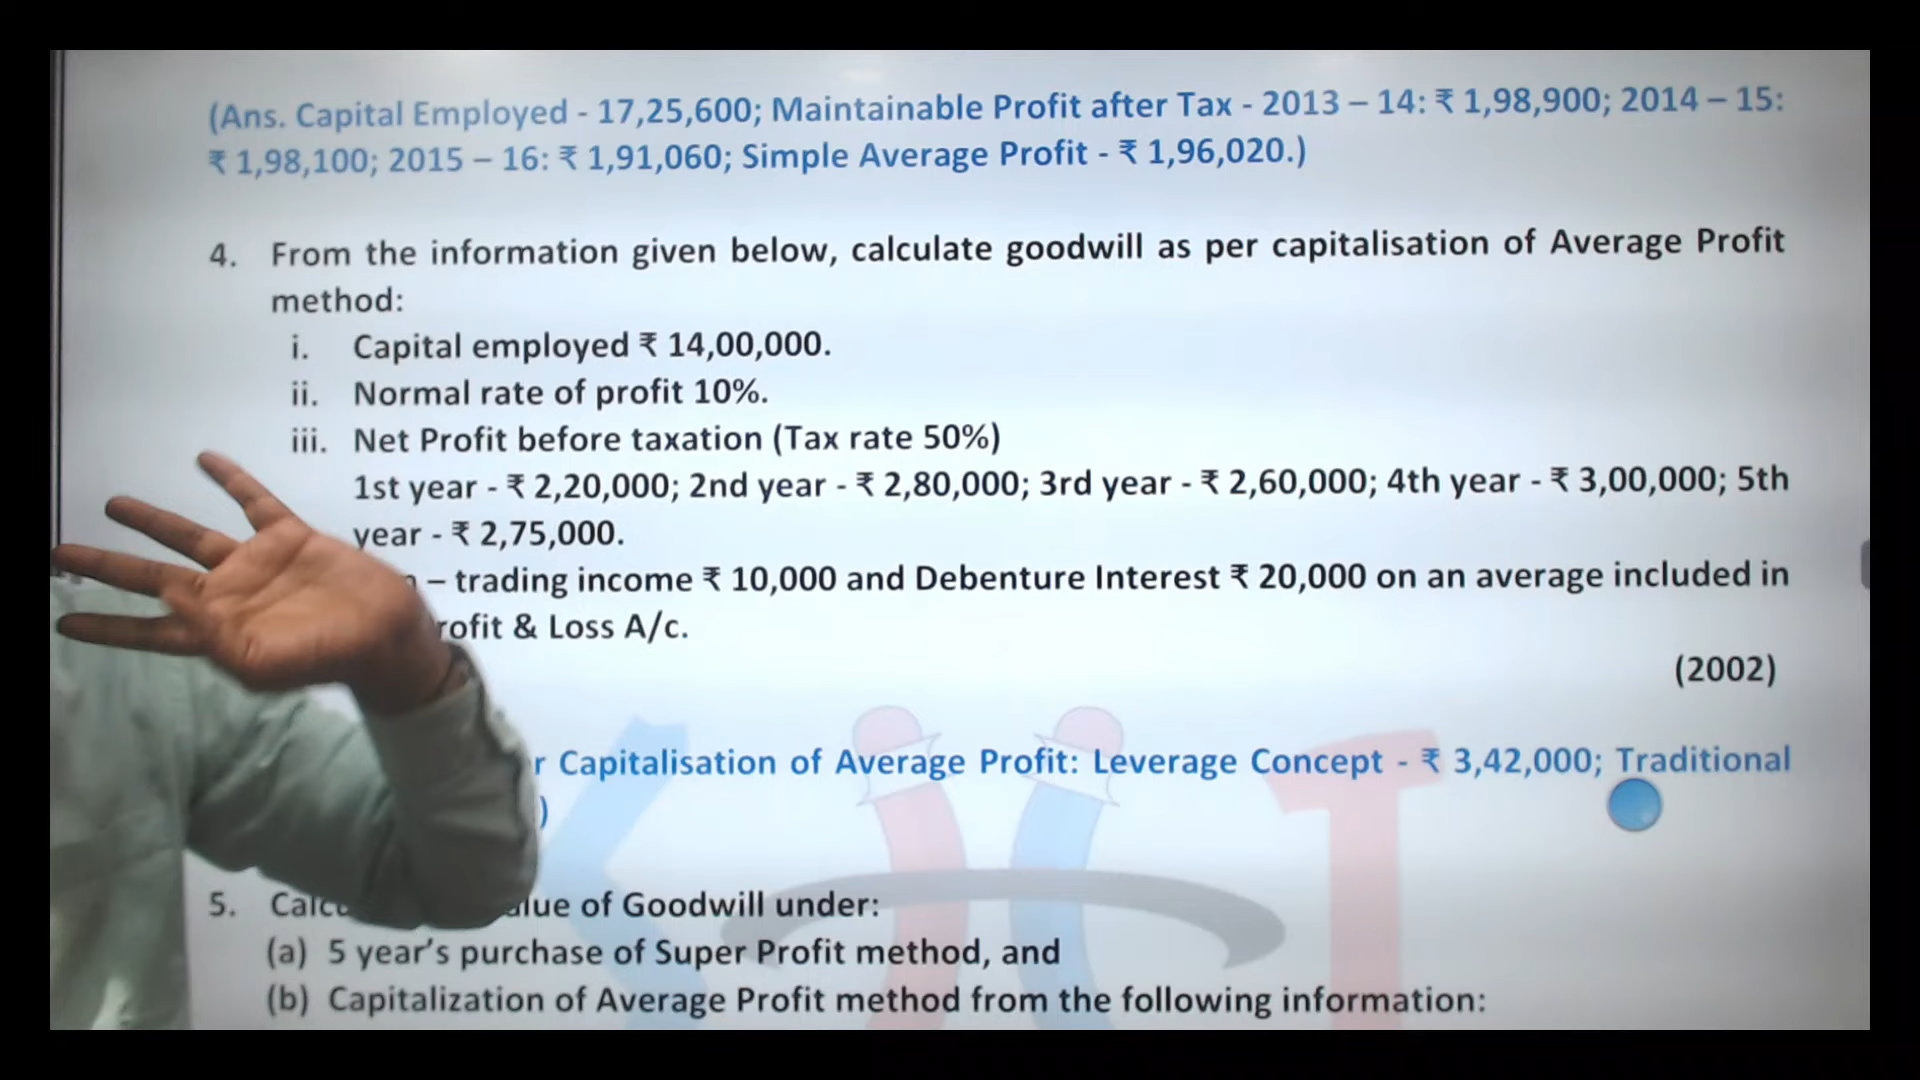 (Ans. Capital Employed - 17,25,600; Maintainable Profit after Tax - 2013 – 14: ₹ 1,98,900; 2014 – 15:
₹ 1,98,100; 2015 – 16: ₹ 1,91,060; Simple Average Profit - ₹ 1,96,020.)
4. From the information given below, calculate goodwill as per capitalisation of Average Profit
method:
i. Capital employed ₹ 14,00,000.
ii. Normal rate of profit 10%.
iii. Net Profit before taxation (Tax rate 50%)
1st year - ₹ 2,20,000; 2nd year - ₹ 2,80,000; 3rd year - ₹ 2,60,000; 4th year - ₹ 3,00,000; 5th
year - ₹ 2,75,000.
– trading income ₹ 10,000 and Debenture Interest ₹ 20,000 on an average included in
& Loss A/c.
(2002)
Capitalisation of Average Profit: Leverage Concept - ₹ 3,42,000; Traditional
)
5. of Goodwill under:
(a) 5 year's purchase of Super Profit method, and
(b) Capitalization of Average Profit method from the following information: